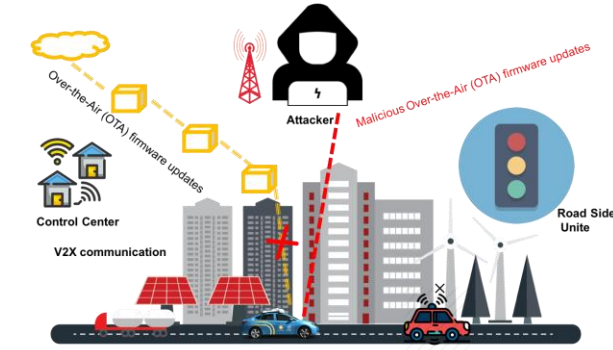 Over-the-Air (OTA) firmware updates
Attacker
Malicious Over-the-Air (OTA) firmware updates
Control Center
V2X communication
Road Side
Unite